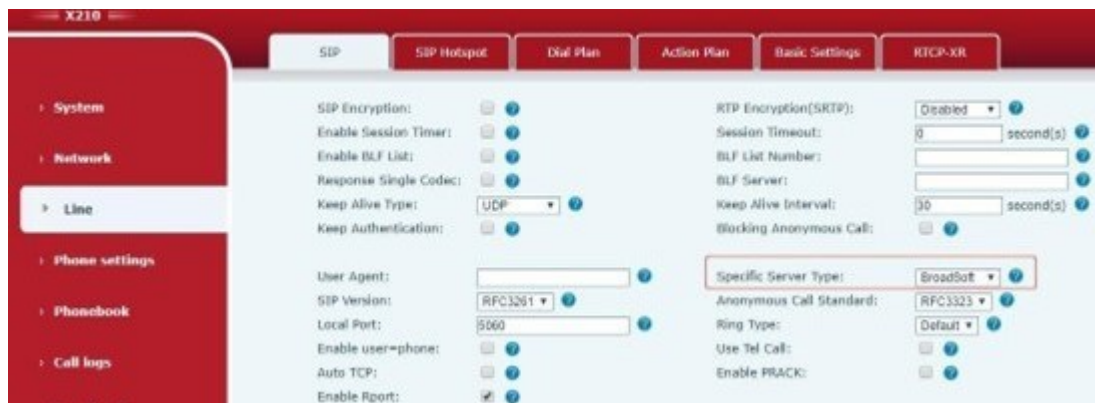 X210
SIP SIP Hotspot Dial Plan Action Plan Basic Settings RTCP-XR
› System
› Network
› Line
› Phone settings
› Phonebook
› Call logs
SIP Encryption: RTP Encryption(SRTP): Disabled
Enable Session Timer: Session Timeout: 0 second(s)
Enable BLF List: BLF List Number:
Response Single Codec: BLF Server:
Keep Alive Type: UDP Keep Alive Interval: 30 second(s)
Keep Authentication: Blocking Anonymous Call:
User Agent: Specific Server Type: BroadSoft
SIP Version: RFC3261 Anonymous Call Standard: RFC3323
Local Port: 5060 Ring Type: Default
Enable user=phone: Use Tel Call:
Auto TCP: Enable PRACK:
Enable Rport: